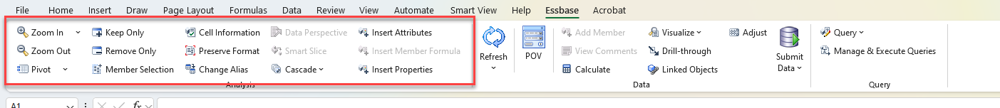 File Home Insert Draw Page Layout Formulas Data Review View Automate Smart View Help Essbase Acrobat
Zoom In Keep Only Cell Information Data Perspective Insert Attributes
Zoom Out Remove Only Preserve Format Smart Slice Insert Member Formula
Pivot Member Selection Change Alias Cascade Insert Properties
Analysis
Refresh
POV
Add Member Visualize Adjust
View Comments Drill-through
Calculate Linked Objects
Submit
Data
Data
Query
Manage & Execute Queries
Query
A1 fx